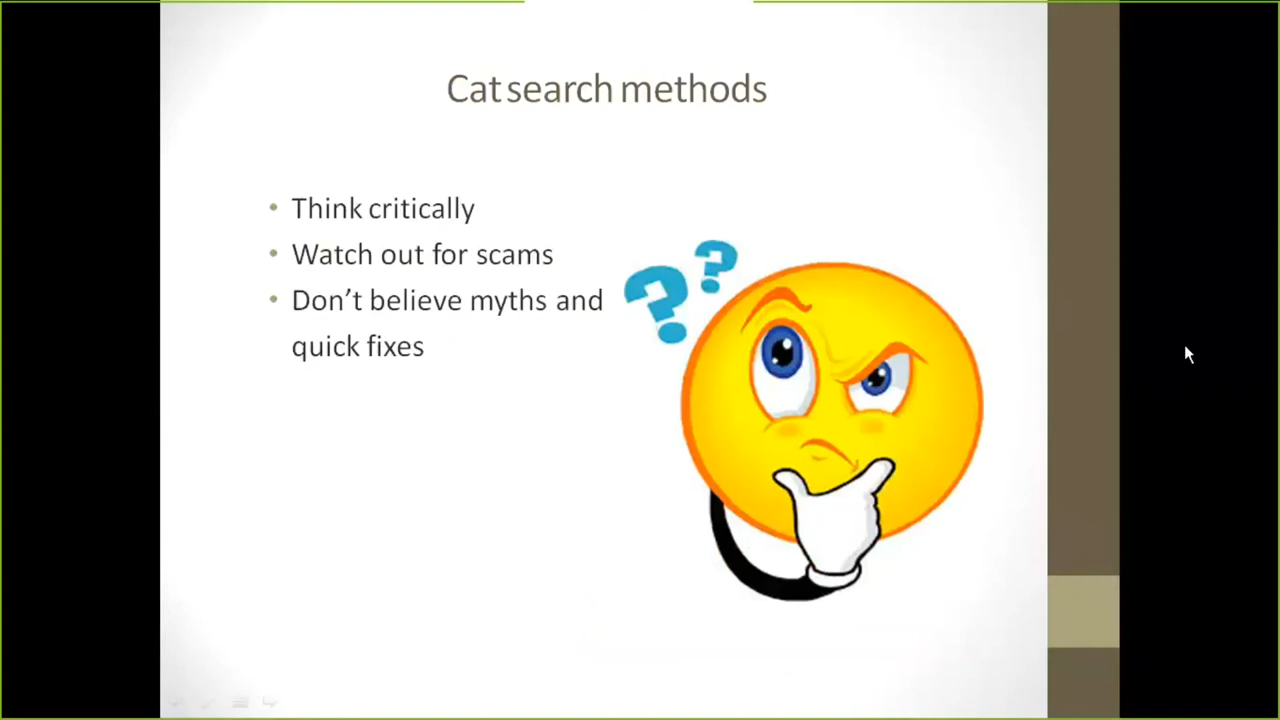 Cat search methods
• Think critically
• Watch out for scams
• Don’t believe myths and
quick fixes
? ?